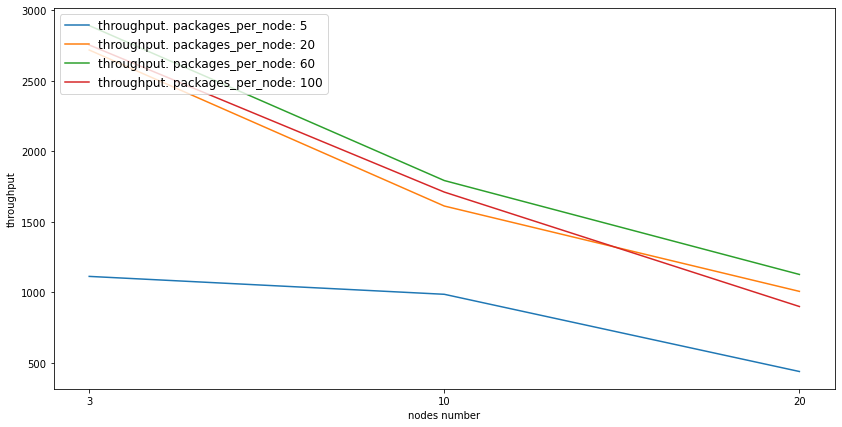 throughput. packages_per_node: 5
throughput. packages_per_node: 20
throughput. packages_per_node: 60
throughput. packages_per_node: 100
3000
2500
2000
1500
1000
500
throughput
3 10 20
nodes number